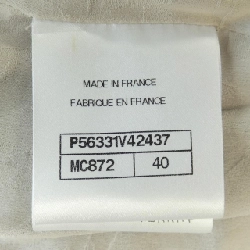 MADE IN FRANCE
FABRIQUE EN FRANCE
P56331V42437
MC872 40